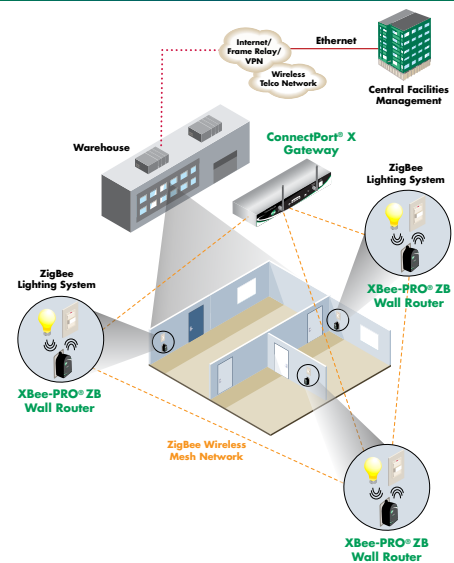 Internet/
Frame Relay/
VPN
Ethernet
Wireless
Telco Network
Central Facilities
Management
Warehouse
ConnectPort® X
Gateway
ZigBee
Lighting System
XBee-PRO® ZB
Wall Router
ZigBee
Lighting System
XBee-PRO® ZB
Wall Router
ZigBee Wireless
Mesh Network
XBee-PRO® ZB
Wall Router